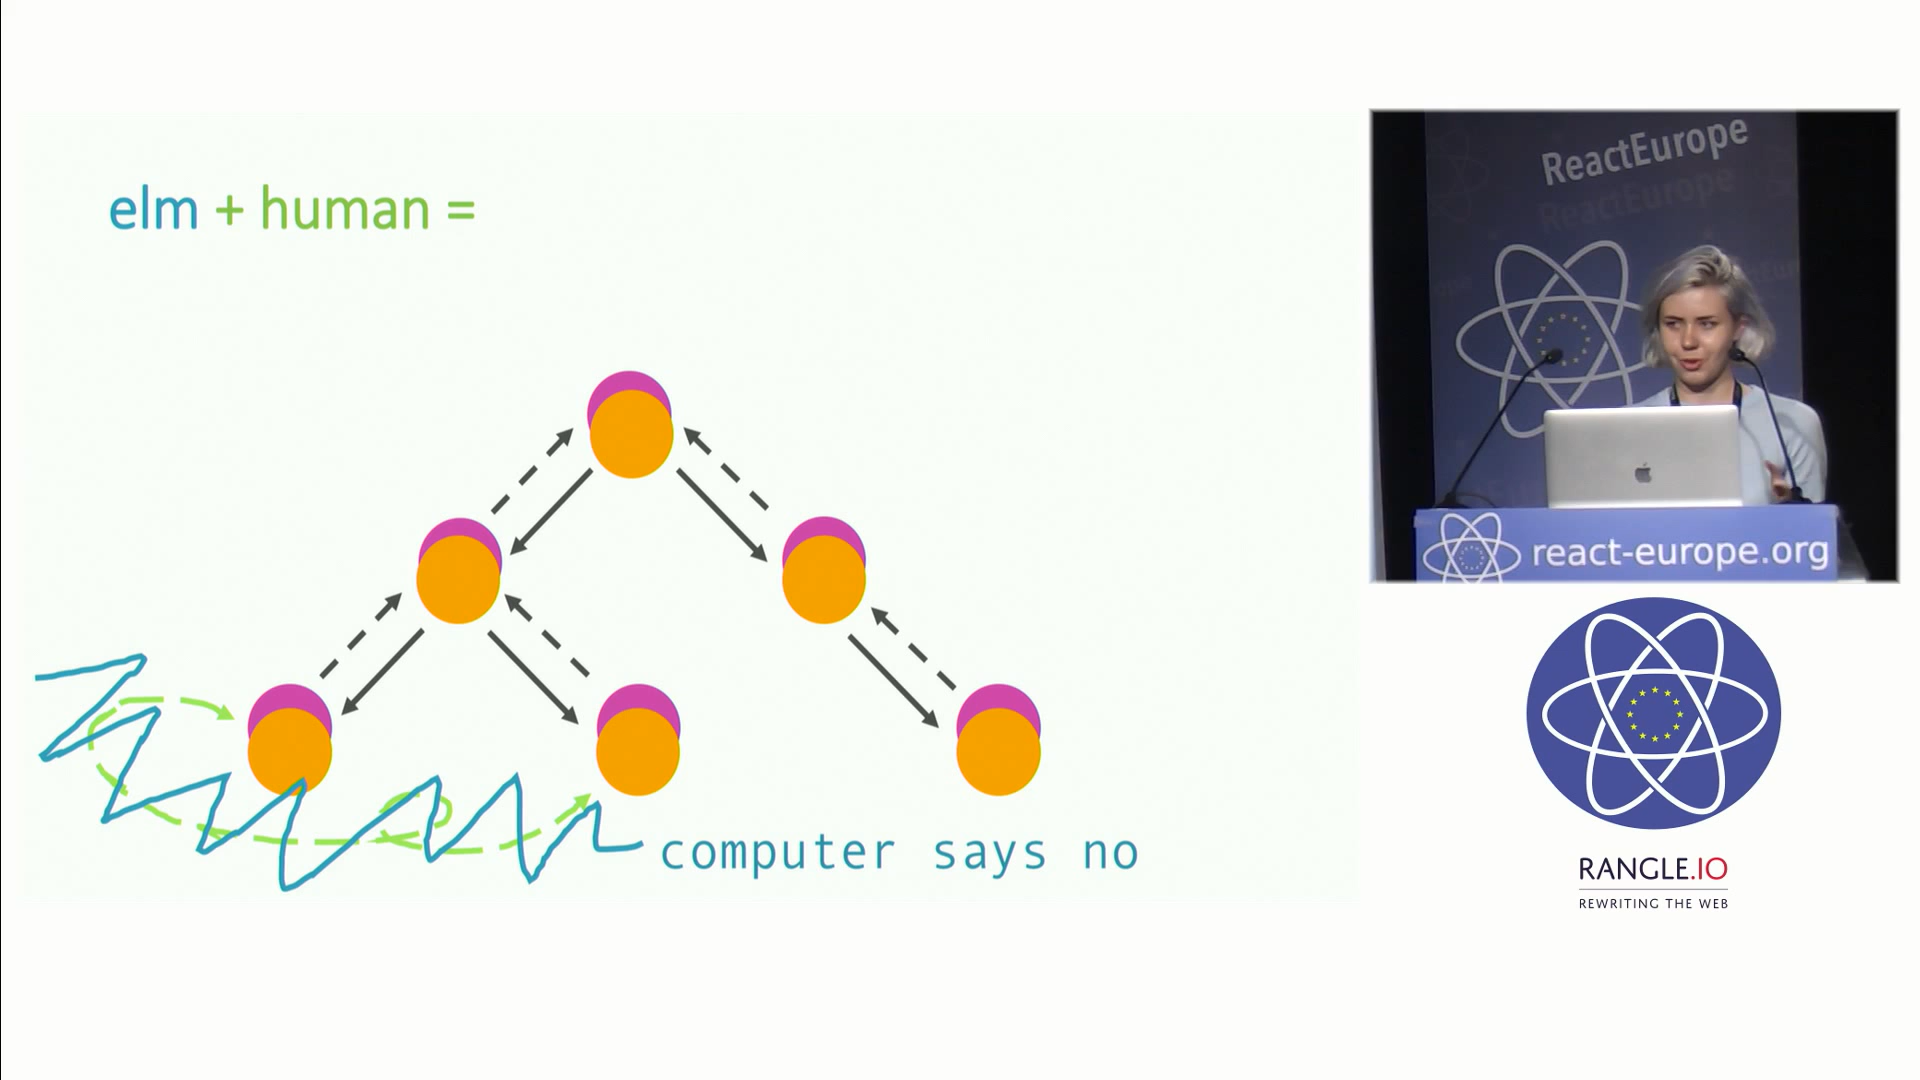 elm + human =
computer says no
ReactEurope
ReactEurope
react-europe.org
RANGLE.IO
REWRITING THE WEB